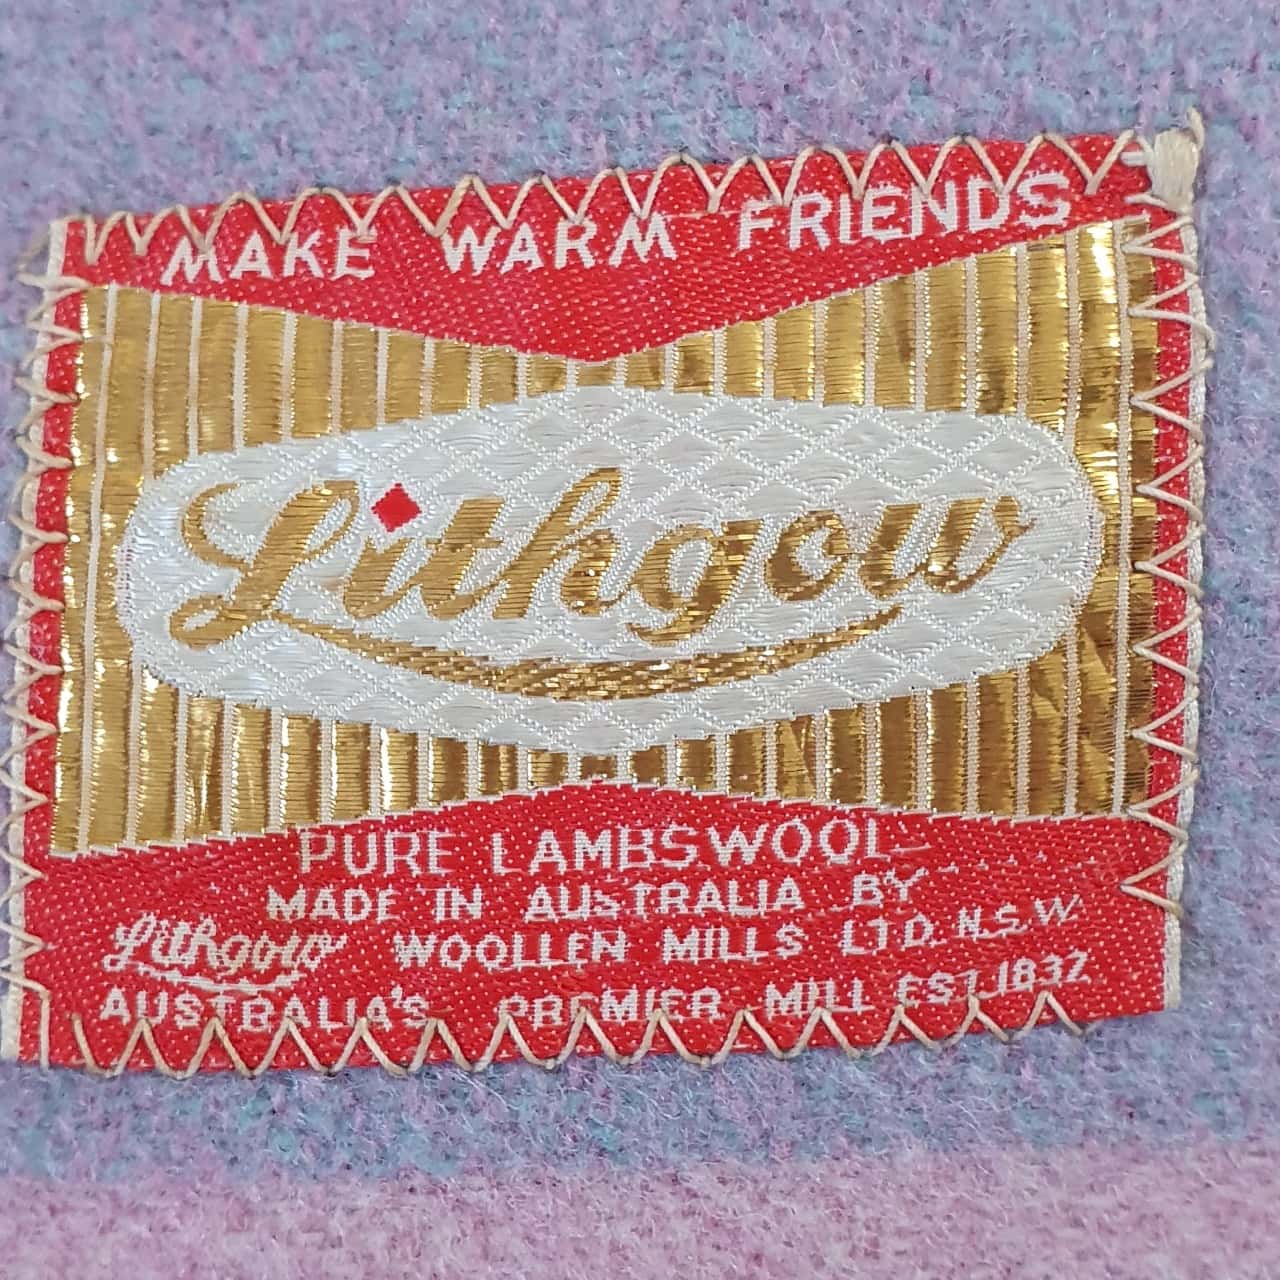 MAKE WARM FRIENDS
Lithgow
PURE LAMBSWOOL
MADE IN AUSTRALIA BY
Lithgow WOOLLEN MILLS LTD. N.S.W.
AUSTRALIA'S PREMIER MILL EST. 1837